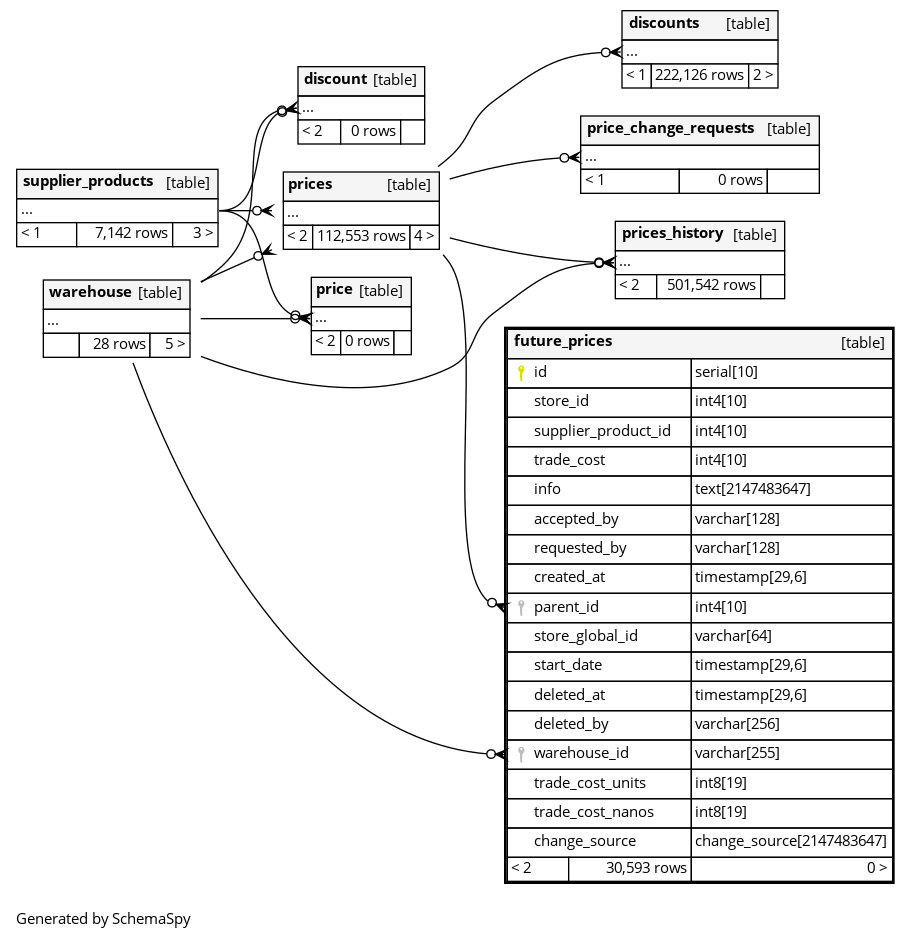 discounts [table]
...
< 1 222,126 rows 2 >
discount [table]
...
< 2 0 rows
price_change_requests [table]
...
< 1 0 rows
supplier_products [table]
...
< 1 7,142 rows 3 >
prices [table]
...
< 2 112,553 rows 4 >
prices_history [table]
...
< 2 501,542 rows
warehouse [table]
...
28 rows 5 >
price [table]
...
< 2 0 rows
future_prices [table]
id serial[10]
store_id int4[10]
supplier_product_id int4[10]
trade_cost int4[10]
info text[2147483647]
accepted_by varchar[128]
requested_by varchar[128]
created_at timestamp[29,6]
parent_id int4[10]
store_global_id varchar[64]
start_date timestamp[29,6]
deleted_at timestamp[29,6]
deleted_by varchar[256]
warehouse_id varchar[255]
trade_cost_units int8[19]
trade_cost_nanos int8[19]
change_source change_source[2147483647]
< 2 30,593 rows 0 >
Generated by SchemaSpy